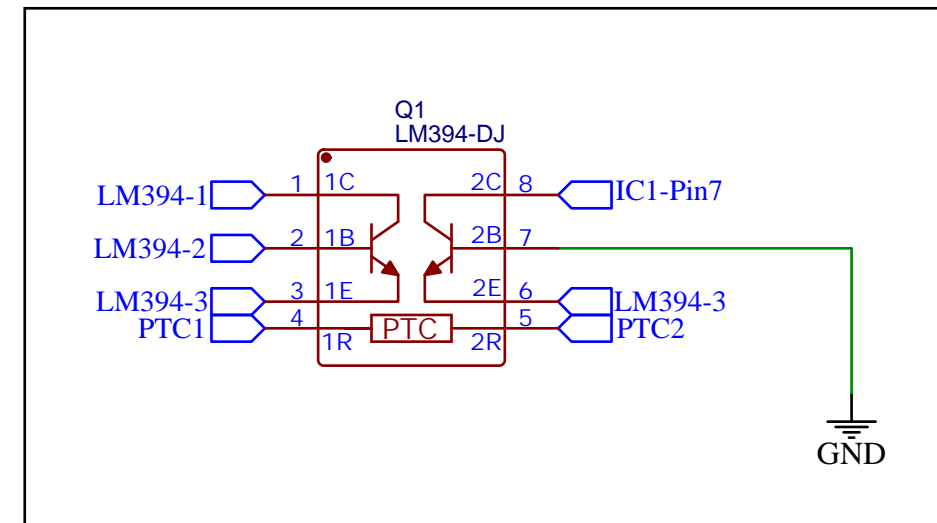 Q1
LM394-DJ
LM394-1 1 1C 2C 8 IC1-Pin7
LM394-2 2 1B 2B 7
LM394-3 3 1E 2E 6 LM394-3
PTC1 4 1R PTC 2R 5 PTC2
GND